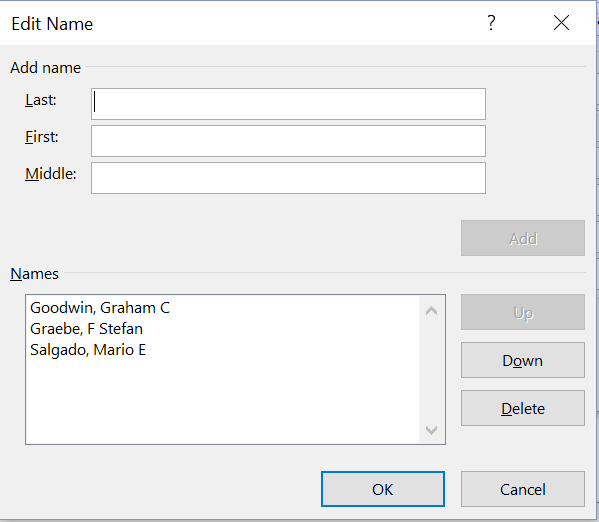 Edit Name
?
Add name
Last:
First:
Middle:
Add
Names
Goodwin, Graham C
Graebe, F Stefan
Salgado, Mario E
Up
Down
Delete
OK
Cancel